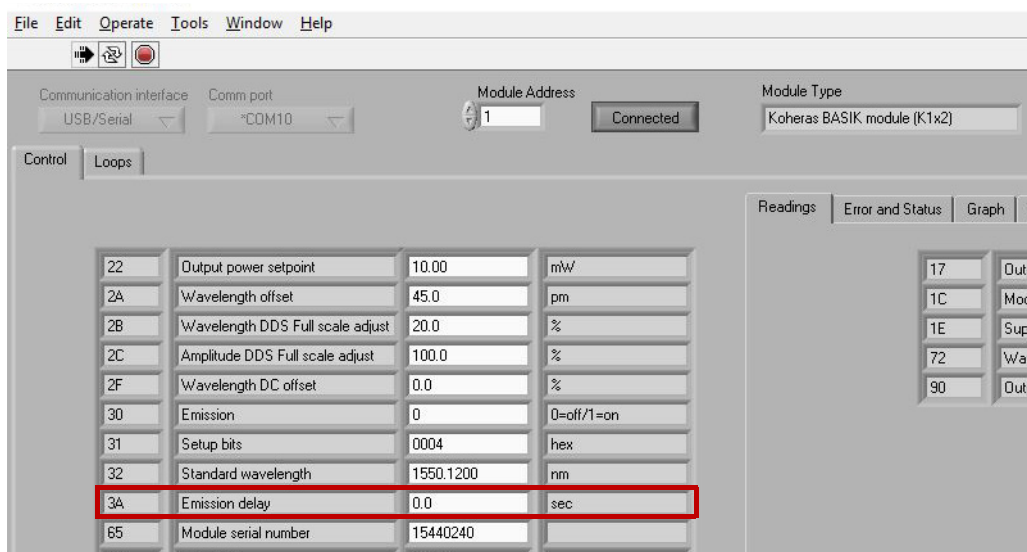 File Edit Operate Tools Window Help
Communication interface Comm port Module Address Module Type
USB/Serial *COM10 1 Connected Koheras BASIK module (K1x2)
Control Loops
Readings Error and Status Graph
22 Output power setpoint 10.00 mW
2A Wavelength offset 45.0 pm
2B Wavelength DDS Full scale adjust 20.0 %
2C Amplitude DDS Full scale adjust 100.0 %
2F Wavelength DC offset 0.0 %
30 Emission 0 0=off/1=on
31 Setup bits 0004 hex
32 Standard wavelength 1550.1200 nm
3A Emission delay 0.0 sec
65 Module serial number 15440240
17 Out
1C Mod
1E Sup
72 Wa
90 Out